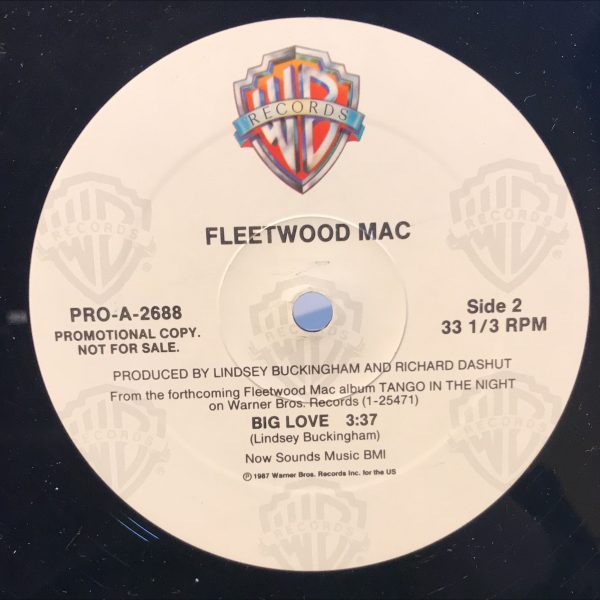 WB
RECORDS
FLEETWOOD MAC
PRO-A-2688
PROMOTIONAL COPY.
NOT FOR SALE.
Side 2
33 1/3 RPM
PRODUCED BY LINDSEY BUCKINGHAM AND RICHARD DASHUT
From the forthcoming Fleetwood Mac album TANGO IN THE NIGHT
on Warner Bros. Records (1-25471)
BIG LOVE 3:37
(Lindsey Buckingham)
Now Sounds Music BMI
℗ 1987 Warner Bros. Records Inc. for the US